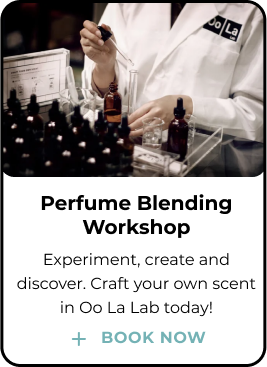 Oo La
LAB
Perfume Blending
Workshop
Experiment, create and
discover. Craft your own scent
in Oo La Lab today!
+ BOOK NOW